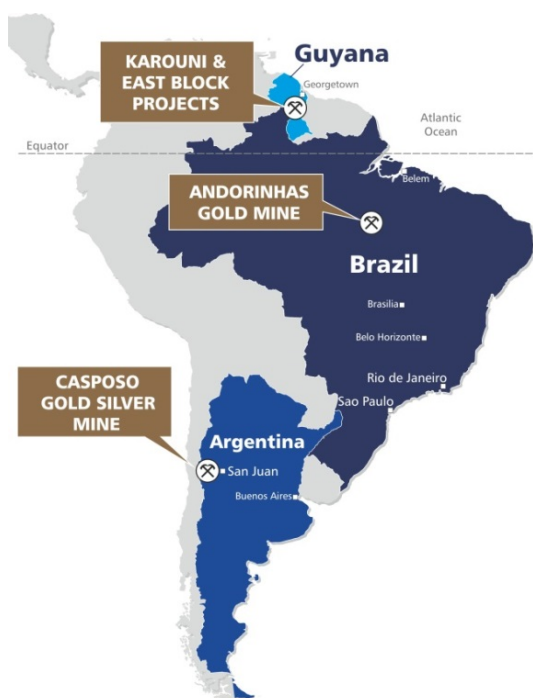 KAROUNI &
EAST BLOCK
PROJECTS
Guyana
Georgetown
Atlantic
Ocean
Equator
Belem
ANDORINHAS
GOLD MINE
Brazil
Brasilia
Belo Horizonte
Rio de Janeiro
Sao Paulo
CASPOSO
GOLD SILVER
MINE
Argentina
San Juan
Buenos Aires